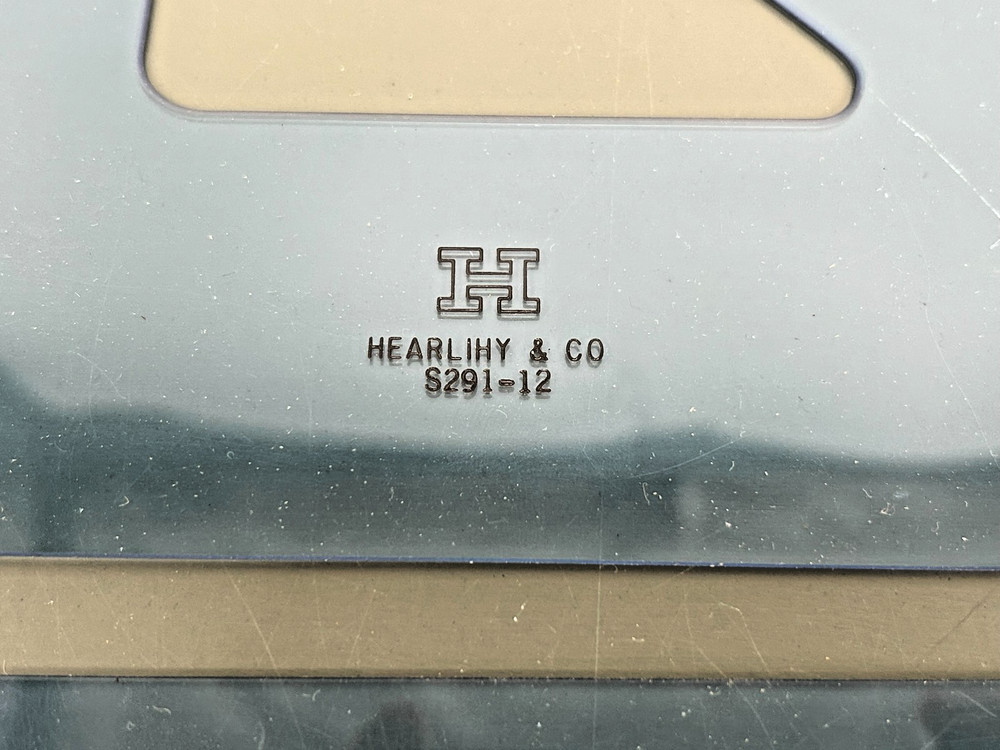 H
HEARLIHY & CO
S291-12